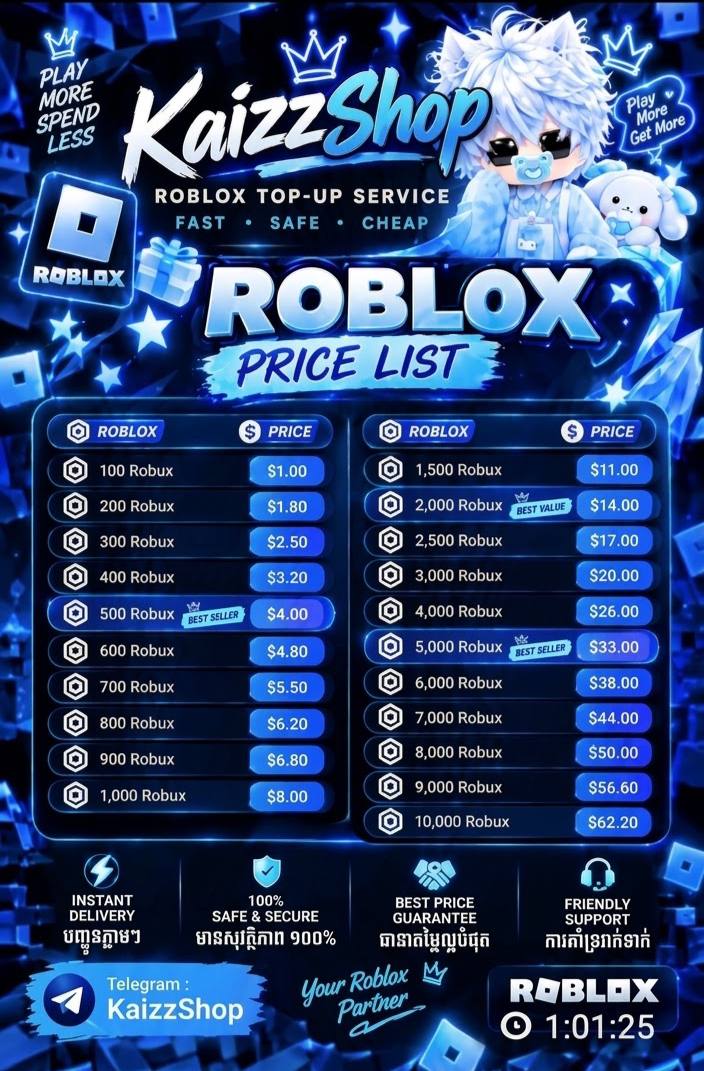 PLAY
MORE
SPEND
LESS
KaizzShop
Play
More
Get More
ROBLOX TOP-UP SERVICE
FAST • SAFE • CHEAP
ROBLOX
ROBLOX
PRICE LIST
ROBLOX $ PRICE
100 Robux $1.00
200 Robux $1.80
300 Robux $2.50
400 Robux $3.20
500 Robux BEST SELLER $4.00
600 Robux $4.80
700 Robux $5.50
800 Robux $6.20
900 Robux $6.80
1,000 Robux $8.00
ROBLOX $ PRICE
1,500 Robux $11.00
2,000 Robux BEST VALUE $14.00
2,500 Robux $17.00
3,000 Robux $20.00
4,000 Robux $26.00
5,000 Robux BEST SELLER $33.00
6,000 Robux $38.00
7,000 Robux $44.00
8,000 Robux $50.00
9,000 Robux $56.60
10,000 Robux $62.20
INSTANT
DELIVERY
បញ្ជូនភ្លាមៗ
100%
SAFE & SECURE
មានសុវត្ថិភាព ១០០%
BEST PRICE
GUARANTEE
ធានាតម្លៃល្អបំផុត
FRIENDLY
SUPPORT
ការគាំទ្ររាក់ទាក់
Telegram :
KaizzShop
Your Roblox
Partner
ROBLOX
1:01:25